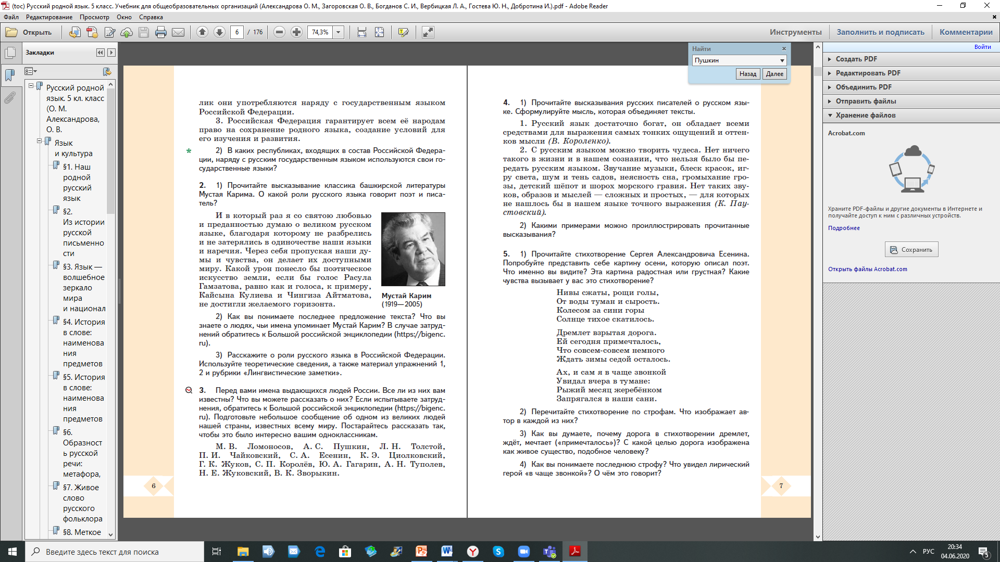 (toc) Русский родной язык. 5 класс. Учебник для общеобразовательных организаций (Александрова О. М., Загоровская О. В., Богданов С. И., Вербицкая Л. А., Гостева Ю. Н., Добротина И.).pdf - Adobe Reader
Файл Редактирование Просмотр Окно Справка
Открыть 6 / 176 74,3% Инструменты Заполнить и подписать Комментарии
Закладки
Русский родной
язык. 5 кл. класс
(О. М.
Александрова,
О. В.
Язык
и культура
§1. Наш
родной
русский
язык
§2.
Из истории
русской
письменно
сти
§3. Язык —
волшебное
зеркало
мира
и национал
§4. История
в слове:
наименова
ния
предметов
§5. История
в слове:
наименова
ния
предметов
§6.
Образност
ь русской
речи:
метафора,
§7. Живое
слово
русского
фольклора
§8. Меткое
лик они употребляются наряду с государственным языком
Российской Федерации.
3. Российская Федерация гарантирует всем её народам
право на сохранение родного языка, создание условий для
его изучения и развития.
* 2) В каких республиках, входящих в состав Российской Федера-
ции, наряду с русским государственным языком используются свои го-
сударственные языки?
2. 1) Прочитайте высказывание классика башкирской литературы
Мустая Карима. О какой роли русского языка говорит поэт и писа-
тель?
И в который раз я со святою любовью
и преданностью думаю о великом русском
языке, благодаря которому не разбрелись
и не затерялись в одиночестве наши языки
и наречия. Через себя пропуская наши ду-
мы и чувства, он делает их доступными
миру. Какой урон понесло бы поэтическое
искусство земли, если бы голос Расула
Гамзатова, равно как и голоса, к примеру,
Кайсына Кулиева и Чингиза Айтматова,
не достигли желаемого горизонта.
Мустай Карим
(1919—2005)
2) Как вы понимаете последнее предложение текста? Что вы
знаете о людях, чьи имена упоминает Мустай Карим? В случае затруд-
нений обратитесь к Большой российской энциклопедии (https://bigenc.
ru).
3) Расскажите о роли русского языка в Российской Федерации.
Используйте теоретические сведения, а также материал упражнений 1,
2 и рубрики «Лингвистические заметки».
3. Перед вами имена выдающихся людей России. Все ли из них вам
известны? Что вы можете рассказать о них? Если испытываете затруд-
нения, обратитесь к Большой российской энциклопедии (https://bigenc.
ru). Подготовьте небольшое сообщение об одном из великих людей
нашей страны, известных всему миру. Постарайтесь рассказать так,
чтобы это было интересно вашим одноклассникам.
М. В. Ломоносов, А. С. Пушкин, Л. Н. Толстой,
П. И. Чайковский, С. А. Есенин, К. Э. Циолковский,
Г. К. Жуков, С. П. Королёв, Ю. А. Гагарин, А. Н. Туполев,
Н. Е. Жуковский, В. К. Зворыкин.
6
4. 1) Прочитайте высказывания русских писателей о русском язы-
ке. Сформулируйте мысль, которая объединяет тексты.
1. Русский язык достаточно богат, он обладает всеми
средствами для выражения самых тонких ощущений и оттен-
ков мысли (В. Короленко).
2. С русским языком можно творить чудеса. Нет ничего
такого в жизни и в нашем сознании, что нельзя было бы пе-
редать русским языком. Звучание музыки, блеск красок, иг-
ру света, шум и тень садов, неясность сна, громыхание гро-
зы, детский шёпот и шорох морского гравия. Нет таких зву-
ков, образов и мыслей — сложных и простых, — для которых
не нашлось бы в нашем языке точного выражения (К. Пау-
стовский).
2) Какими примерами можно проиллюстрировать прочитанные
высказывания?
5. 1) Прочитайте стихотворение Сергея Александровича Есенина.
Попробуйте представить себе картину осени, которую описал поэт.
Что именно вы видите? Эта картина радостная или грустная? Какие
чувства вызывает у вас это стихотворение?
Нивы сжаты, рощи голы,
От воды туман и сырость.
Колесом за сини горы
Солнце тихое скатилось.
Дремлет взрытая дорога.
Ей сегодня примечталось,
Что совсем-совсем немного
Ждать зимы седой осталось.
Ах, и сам я в чаще звонкой
Увидал вчера в тумане:
Рыжий месяц жеребёнком
Запрягался в наши сани.
2) Перечитайте стихотворение по строфам. Что изображает ав-
тор в каждой из них?
3) Как вы думаете, почему дорога в стихотворении дремлет,
ждёт, мечтает («примечталось»)? С какой целью дорога изображена
как живое существо, подобное человеку?
4) Как вы понимаете последнюю строфу? Что увидел лирический
герой «в чаще звонкой»? О чём это говорит?
7
Найти
Пушкин
Назад Далее
Войти
Создать PDF
Редактировать PDF
Объединить PDF
Отправить файлы
Хранение файлов
Acrobat.com
Храните PDF-файлы и другие документы в Интернете и
получайте доступ к ним с различных устройств.
Подробнее
Сохранить
Открыть файлы Acrobat.com
Введите здесь текст для поиска
РУС
20:34
04.06.2020
5